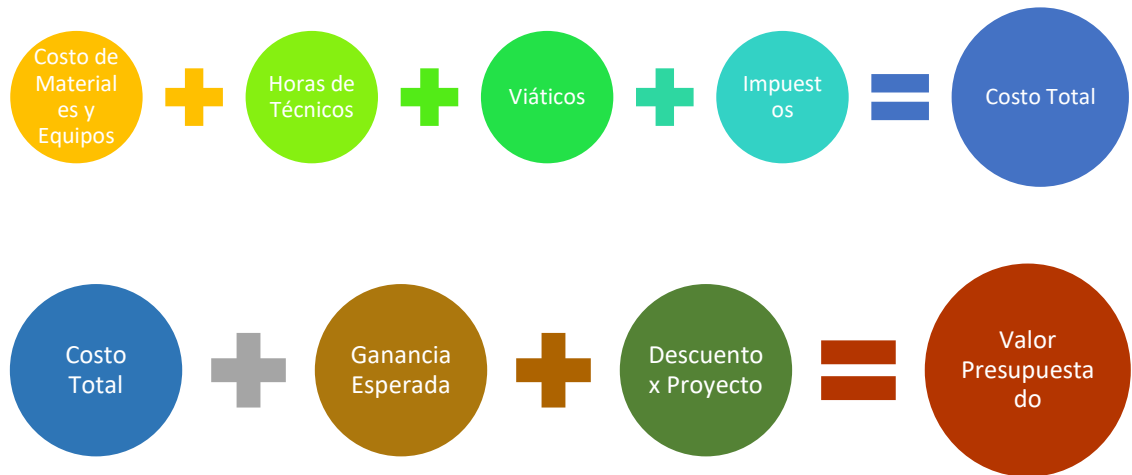 Costo de
Material
es y
Equipos
Horas de
Técnicos
Viáticos
Impuest
os
Costo Total
Costo
Total
Ganancia
Esperada
Descuento
x Proyecto
Valor
Presupuesta
do